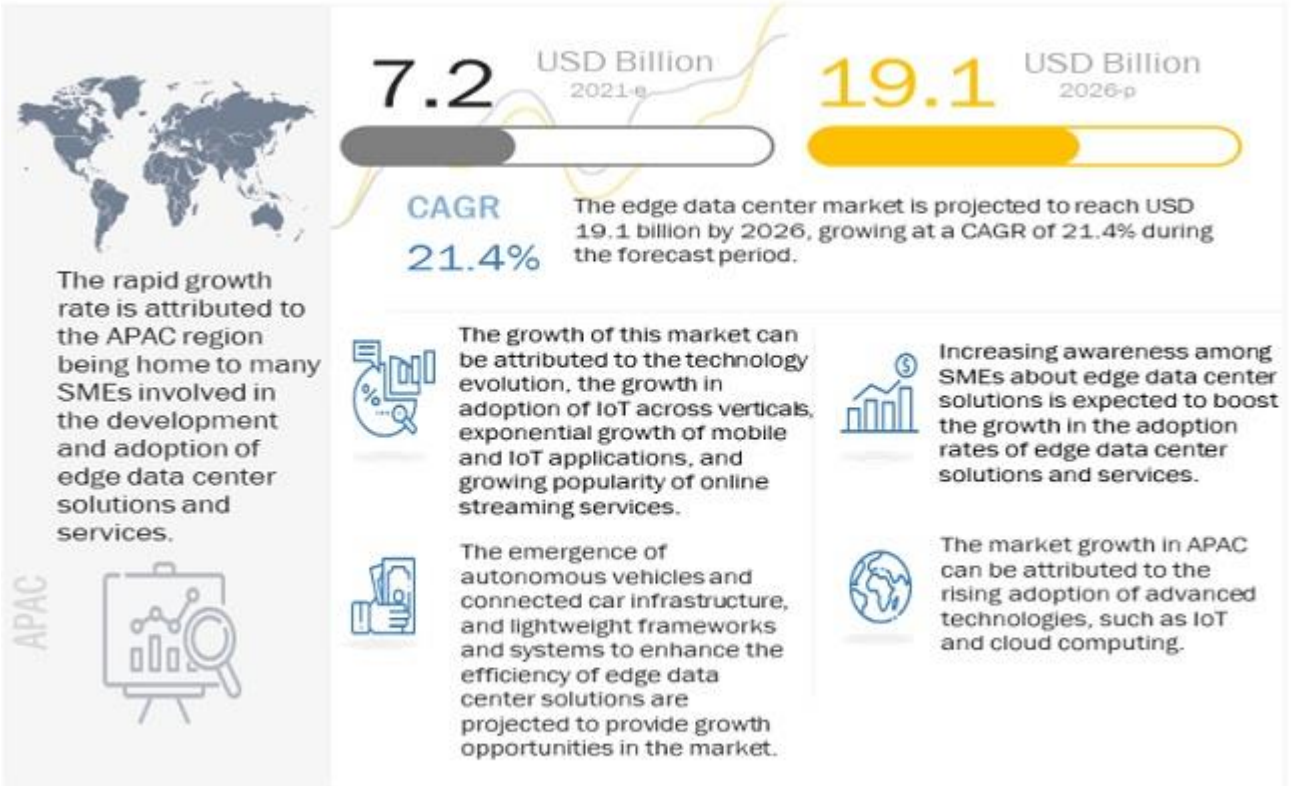 The rapid growth
rate is attributed to
the APAC region
being home to many
SMEs involved in
the development
and adoption of
edge data center
solutions and
services.
APAC
7.2
USD Billion
2021-e
19.1
USD Billion
2026-p
CAGR
21.4%
The edge data center market is projected to reach USD
19.1 billion by 2026, growing at a CAGR of 21.4% during
the forecast period.
The growth of this market can
be attributed to the technology
evolution, the growth in
adoption of IoT across verticals,
exponential growth of mobile
and IoT applications, and
growing popularity of online
streaming services.
Increasing awareness among
SMEs about edge data center
solutions is expected to boost
the growth in the adoption
rates of edge data center
solutions and services.
The emergence of
autonomous vehicles and
connected car infrastructure,
and lightweight frameworks
and systems to enhance the
efficiency of edge data
center solutions are
projected to provide growth
opportunities in the market.
The market growth in APAC
can be attributed to the
rising adoption of advanced
technologies, such as IoT
and cloud computing.